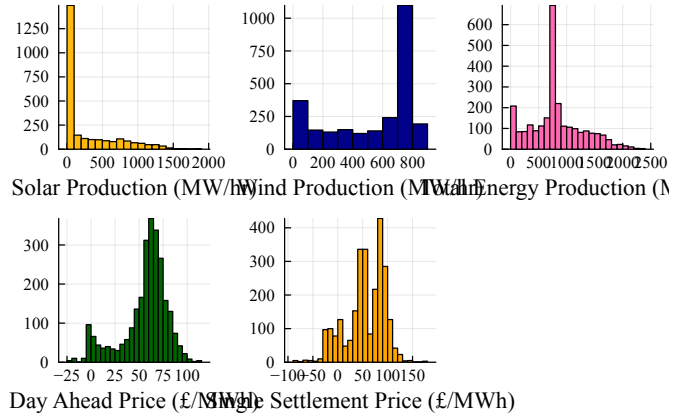 1250
1000
750
500
250
0
0 500 1000 1500 2000
Solar Production (MW/hr)
1000
750
500
250
0
0 200 400 600 800
Wind Production (MW/hr)
600
500
400
300
200
100
0
0 500 1000 1500 2000 2500
Total Energy Production (M
300
200
100
0
−25 0 25 50 75 100
Day Ahead Price (£/MWh)
400
300
200
100
0
−100 −50 0 50 100 150
Single Settlement Price (£/MWh)